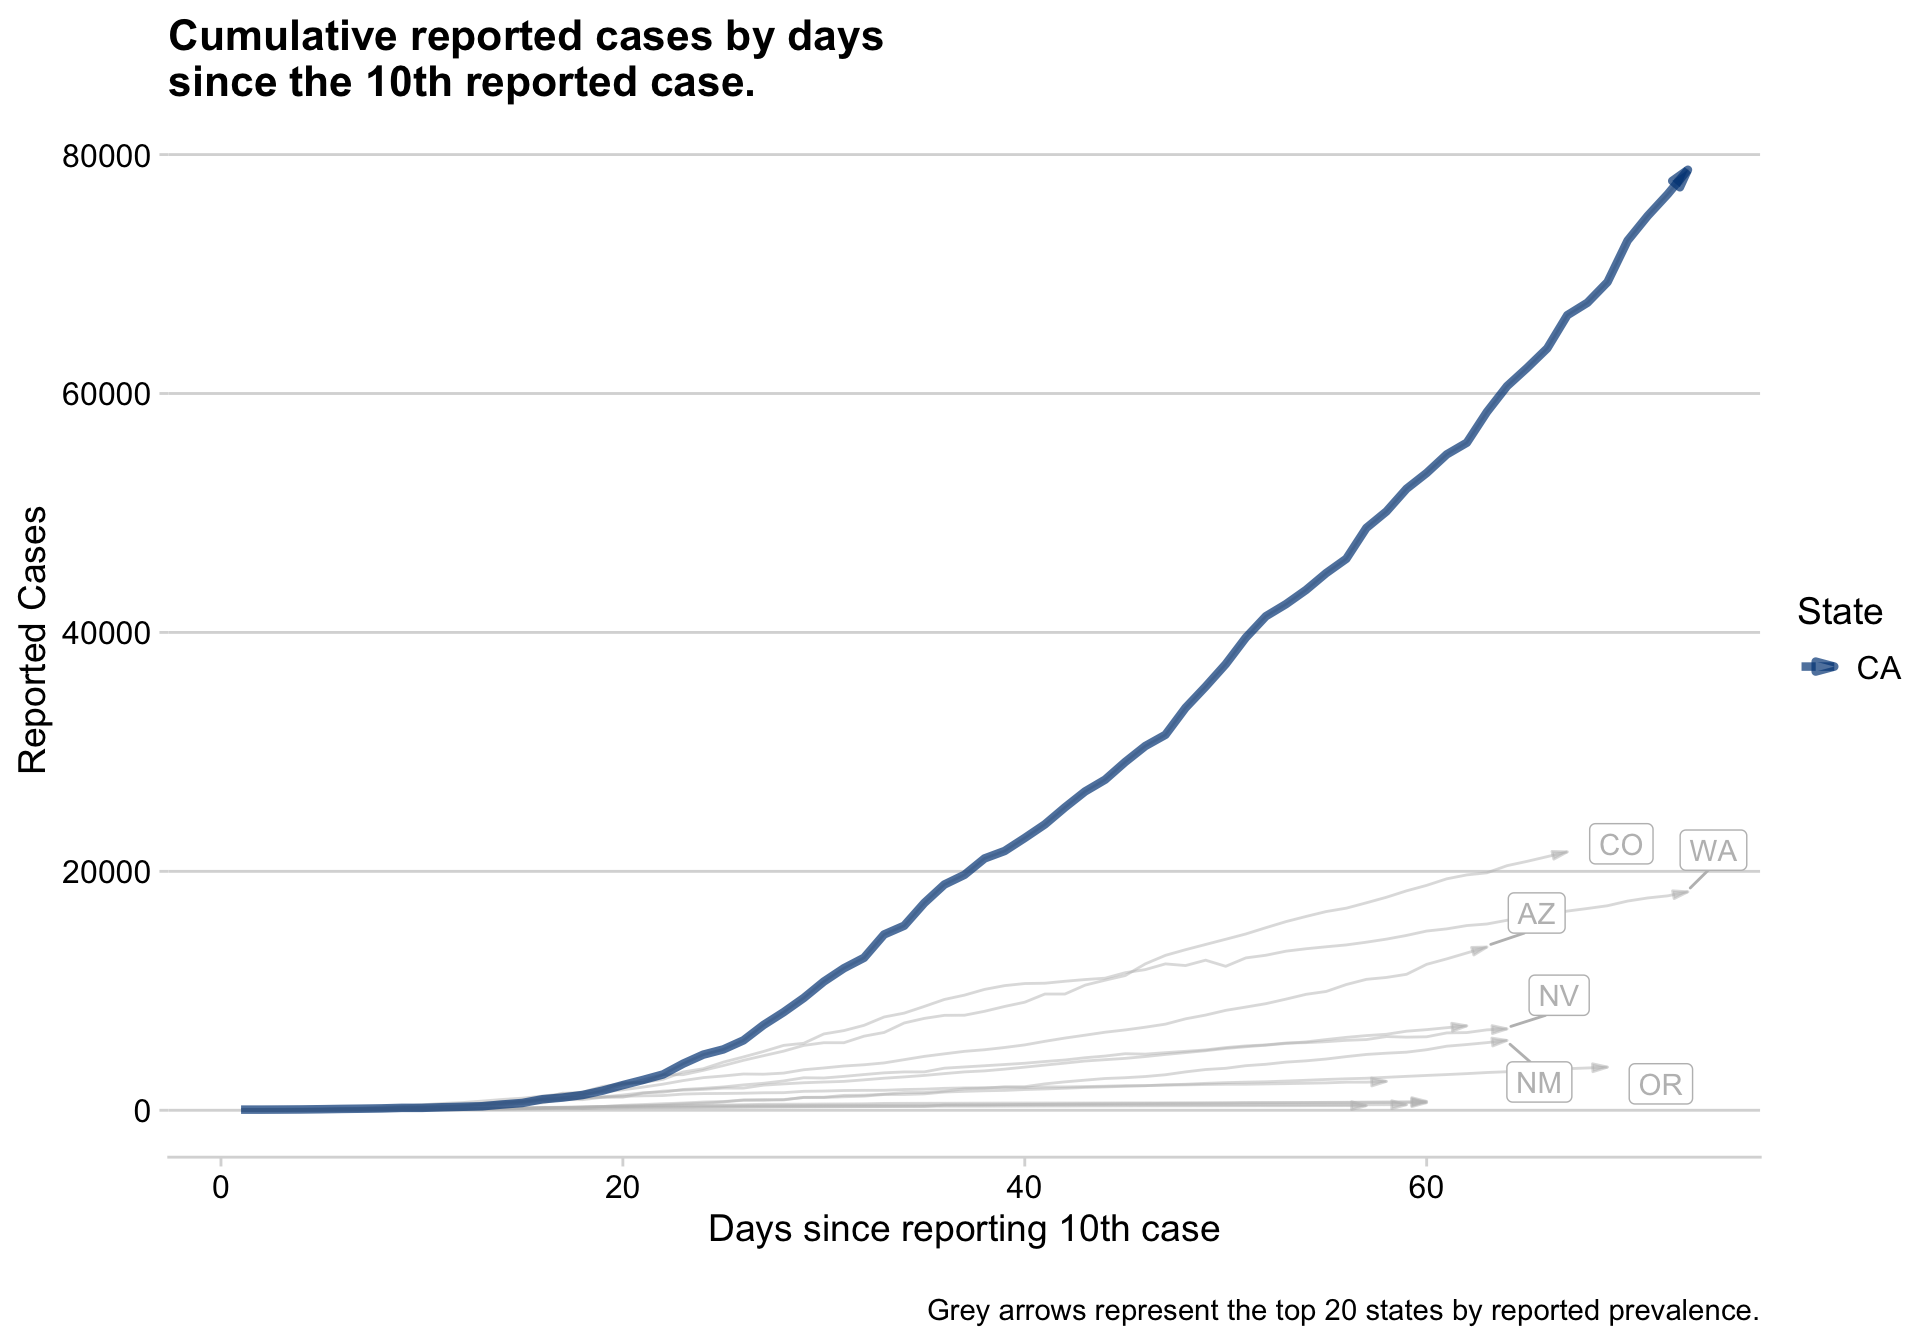 Cumulative reported cases by days
since the 10th reported case.
80000
60000
40000
20000
0
Reported Cases
CO
WA
AZ
NV
NM
OR
State
CA
0
20
40
60
Days since reporting 10th case
Grey arrows represent the top 20 states by reported prevalence.